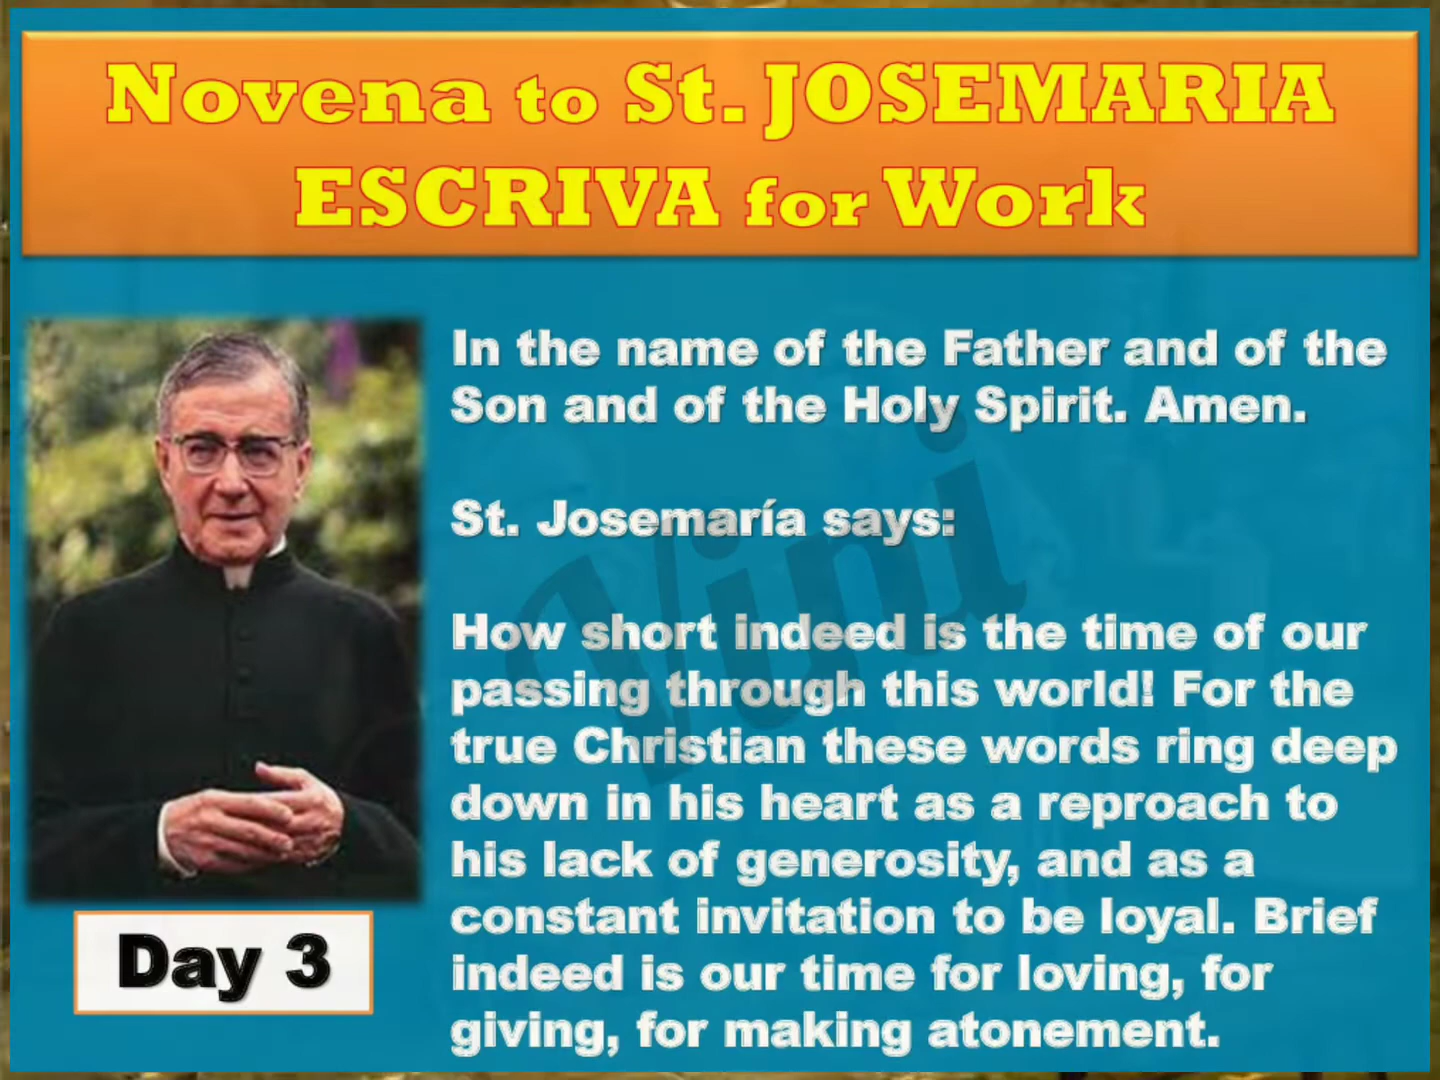 Novena to St. JOSEMARIA
ESCRIVA for Work
In the name of the Father and of the
Son and of the Holy Spirit. Amen.
St. Josemaría says:
How short indeed is the time of our
passing through this world! For the
true Christian these words ring deep
down in his heart as a reproach to
his lack of generosity, and as a
constant invitation to be loyal. Brief
indeed is our time for loving, for
giving, for making atonement.
Day 3
Vini